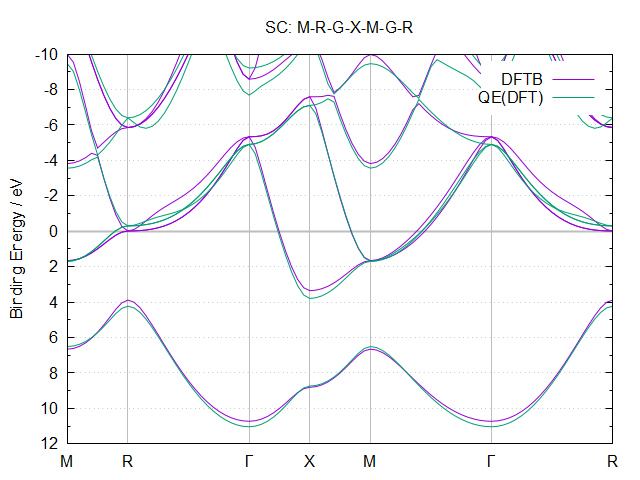 SC: M-R-G-X-M-G-R
-10
-8
-6
-4
-2
0
2
4
6
8
10
12
Binding Energy / eV
DFTB
QE(DFT)
M R Γ X M Γ R